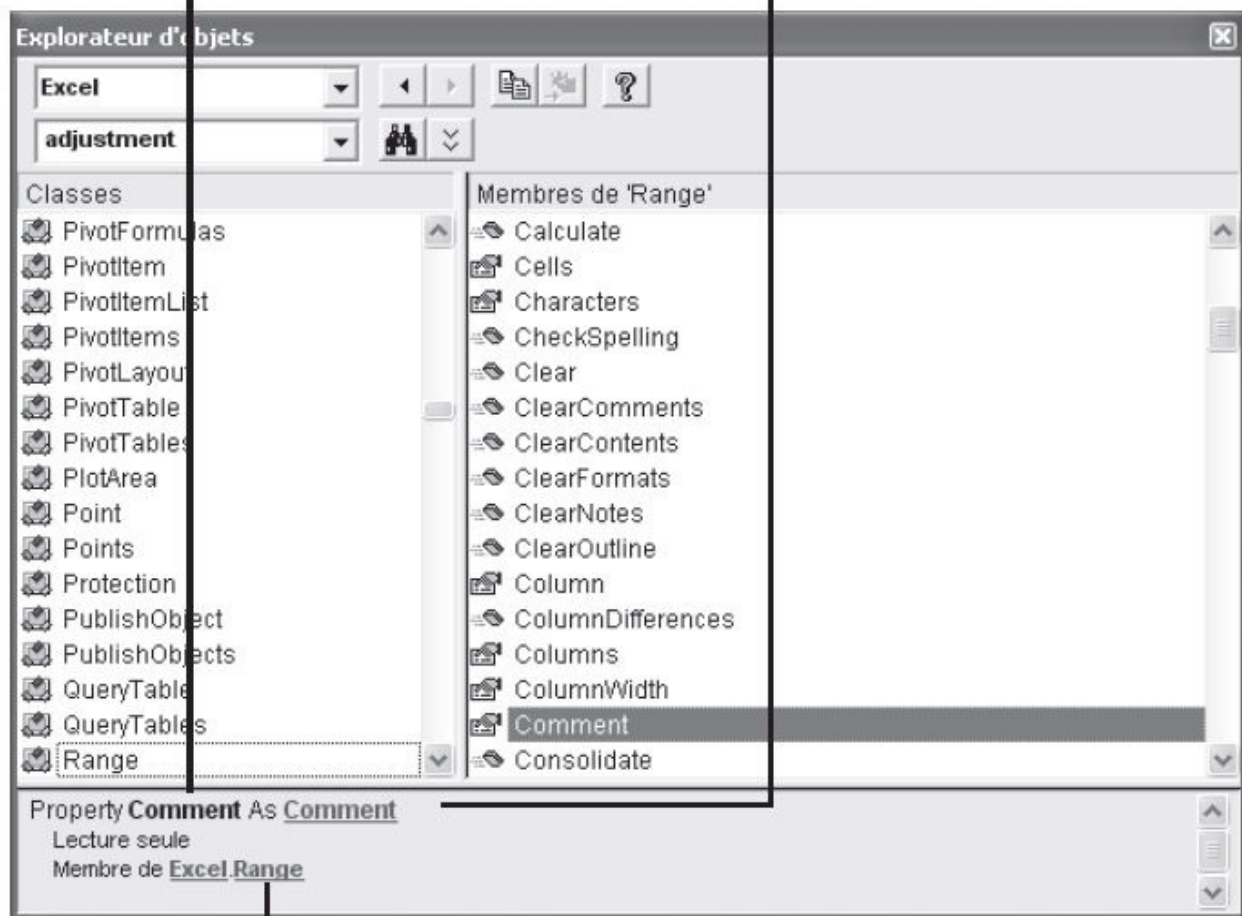 Explorateur d'objets
Excel
adjustment
Classes
PivotFormulas
PivotItem
PivotItemList
PivotItems
PivotLayout
PivotTable
PivotTables
PlotArea
Point
Points
Protection
PublishObject
PublishObjects
QueryTable
QueryTables
Range
Membres de 'Range'
Calculate
Cells
Characters
CheckSpelling
Clear
ClearComments
ClearContents
ClearFormats
ClearNotes
ClearOutline
Column
ColumnDifferences
Columns
ColumnWidth
Comment
Consolidate
Property Comment As Comment
Lecture seule
Membre de Excel.Range